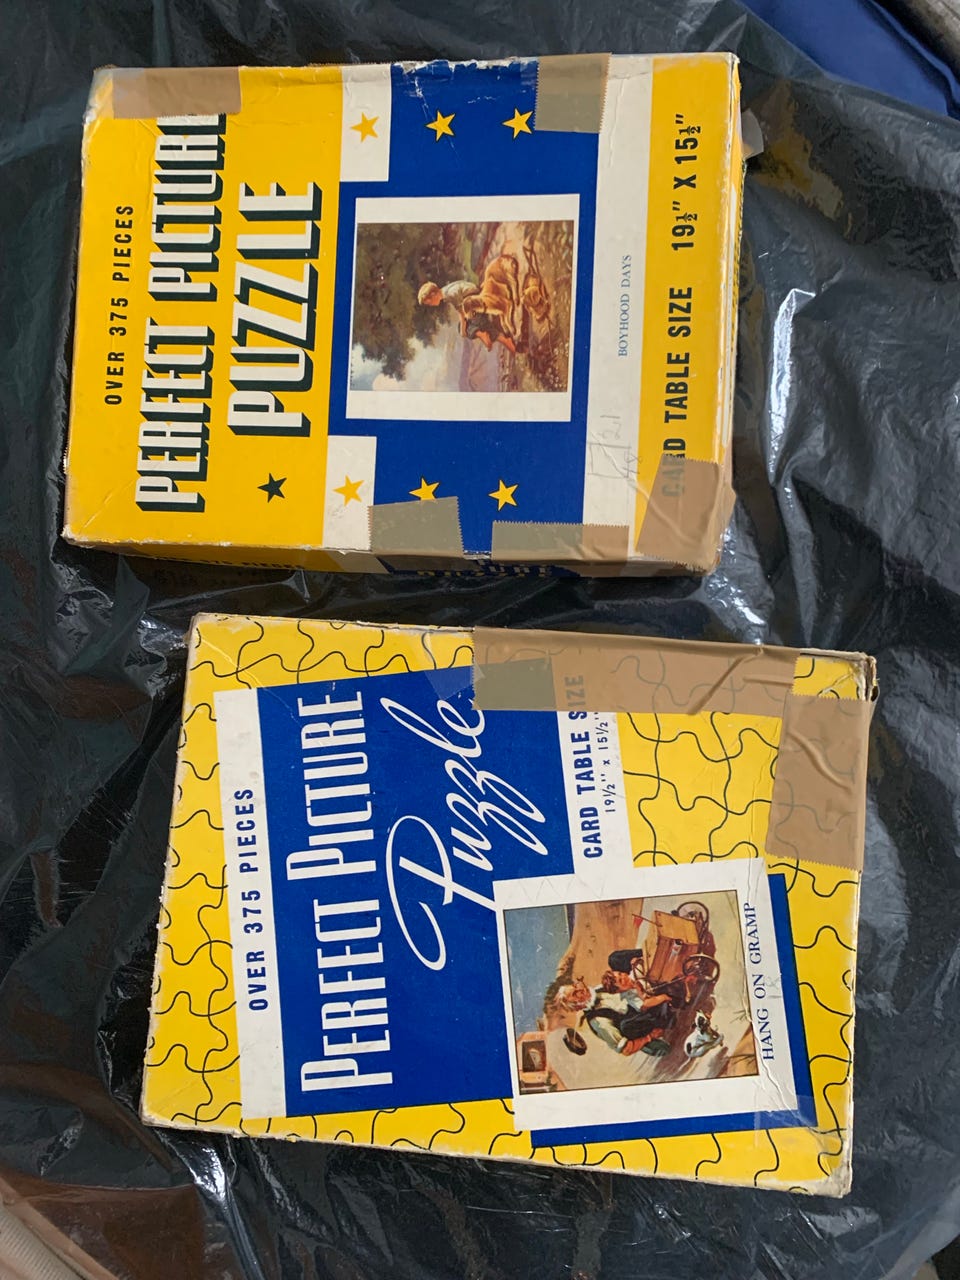 OVER 375 PIECES
PERFECT PICTURE
PUZZLE
BOYHOOD DAYS
CARD TABLE SIZE 19½" X 15½"
OVER 375 PIECES
PERFECT PICTURE
Puzzle
CARD TABLE SIZE
19½" x 15½"
HANG ON GRAMP